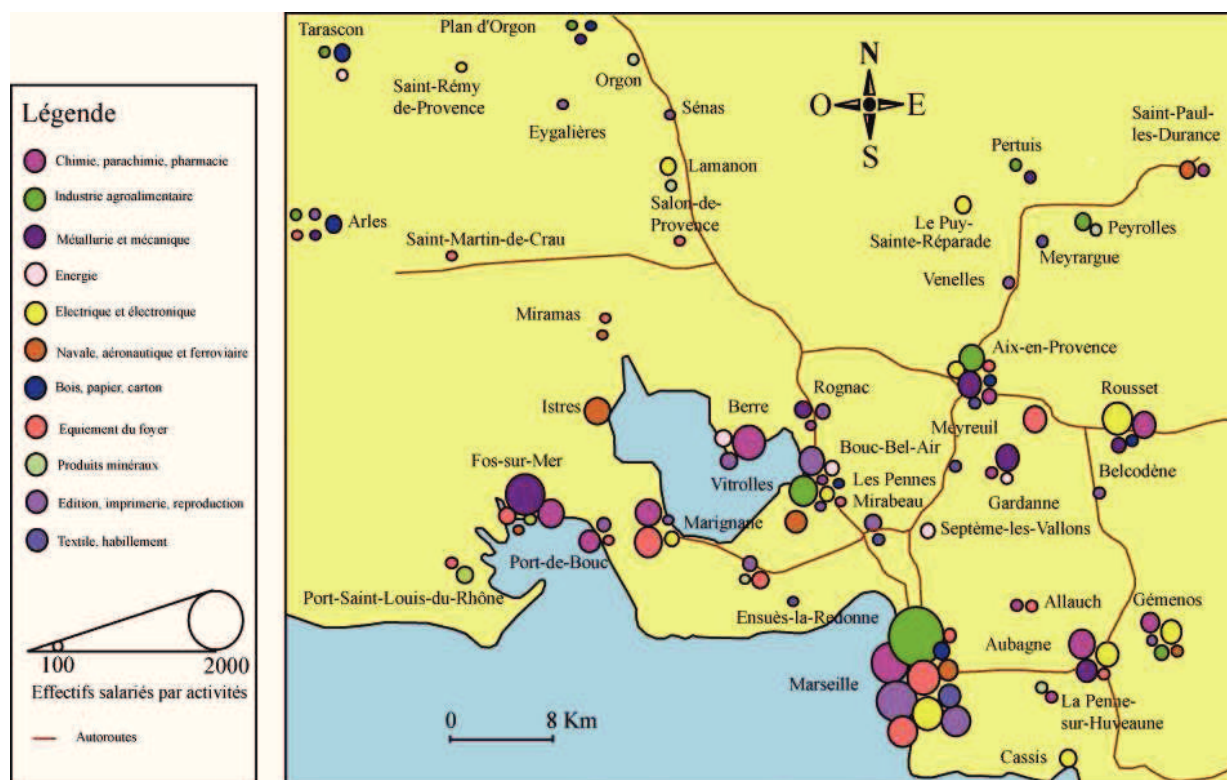 Légende
Chimie, parachimie, pharmacie
Industrie agroalimentaire
Métallurgie et mécanique
Energie
Electrique et électronique
Navale, aéronautique et ferroviaire
Bois, papier, carton
Equiement du foyer
Produits minéraux
Edition, imprimerie, reproduction
Textile, habillement
100
2000
Effectifs salariés par activités
Autoroutes
Tarascon
Plan d'Orgon
Saint-Rémy
de-Provence
Orgon
Eygalières
Sénas
N
O
E
S
Saint-Paul-
les-Durance
Pertuis
Lamanon
Salon-de-
Provence
Arles
Saint-Martin-de-Crau
Le Puy-
Sainte-Réparade
Peyrolles
Meyrargue
Venelles
Miramas
Aix-en-Provence
Istres
Berre
Rognac
Meyreuil
Rousset
Fos-sur-Mer
Vitrolles
Bouc-Bel-Air
Les Pennes
Mirabeau
Gardanne
Belcodène
Marignane
Septème-les-Vallons
Port-de-Bouc
Port-Saint-Louis-du-Rhône
Ensuès-la-Redonne
Allauch
Gémenos
Aubagne
Marseille
La Penne-
sur-Huveaune
0
8 Km
Cassis